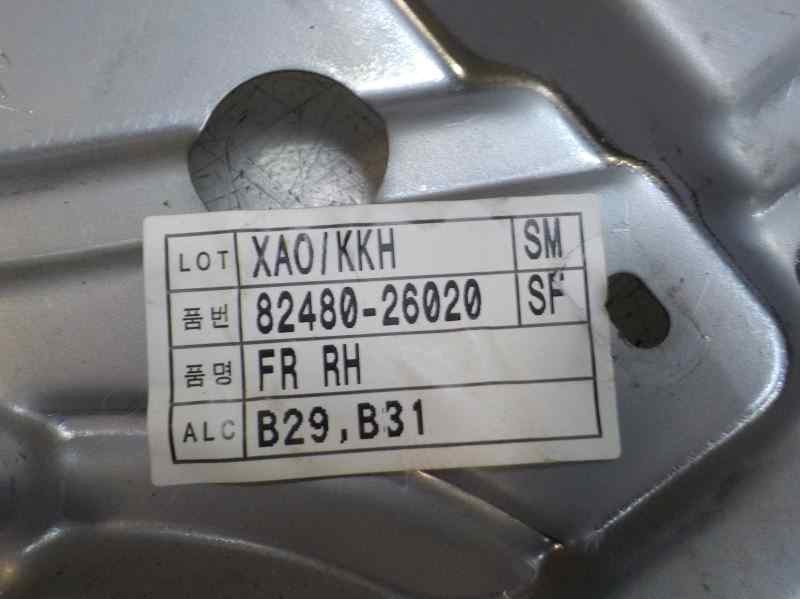 LOT XAO/KKH SM
품번 82480-26020 SF
품명 FR RH
ALC B29,B31